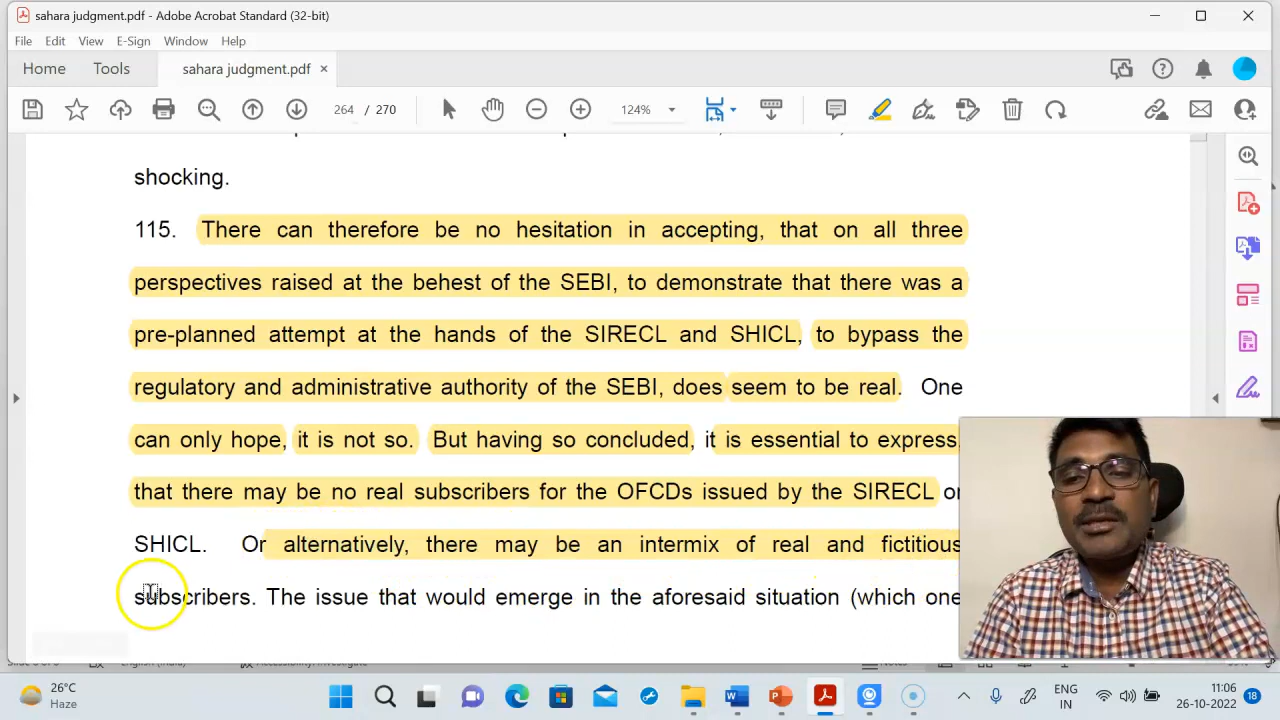 sahara judgment.pdf - Adobe Acrobat Standard (32-bit)
File Edit View E-Sign Window Help
Home Tools sahara judgment.pdf ×
264 / 270 124%
shocking.
115. There can therefore be no hesitation in accepting, that on all three
perspectives raised at the behest of the SEBI, to demonstrate that there was a
pre-planned attempt at the hands of the SIRECL and SHICL, to bypass the
regulatory and administrative authority of the SEBI, does seem to be real. One
can only hope, it is not so. But having so concluded, it is essential to express,
that there may be no real subscribers for the OFCDs issued by the SIRECL or
SHICL. Or alternatively, there may be an intermix of real and fictitious
subscribers. The issue that would emerge in the aforesaid situation (which one
26°C
Haze
ENG
IN
11:06
26-10-2022
18